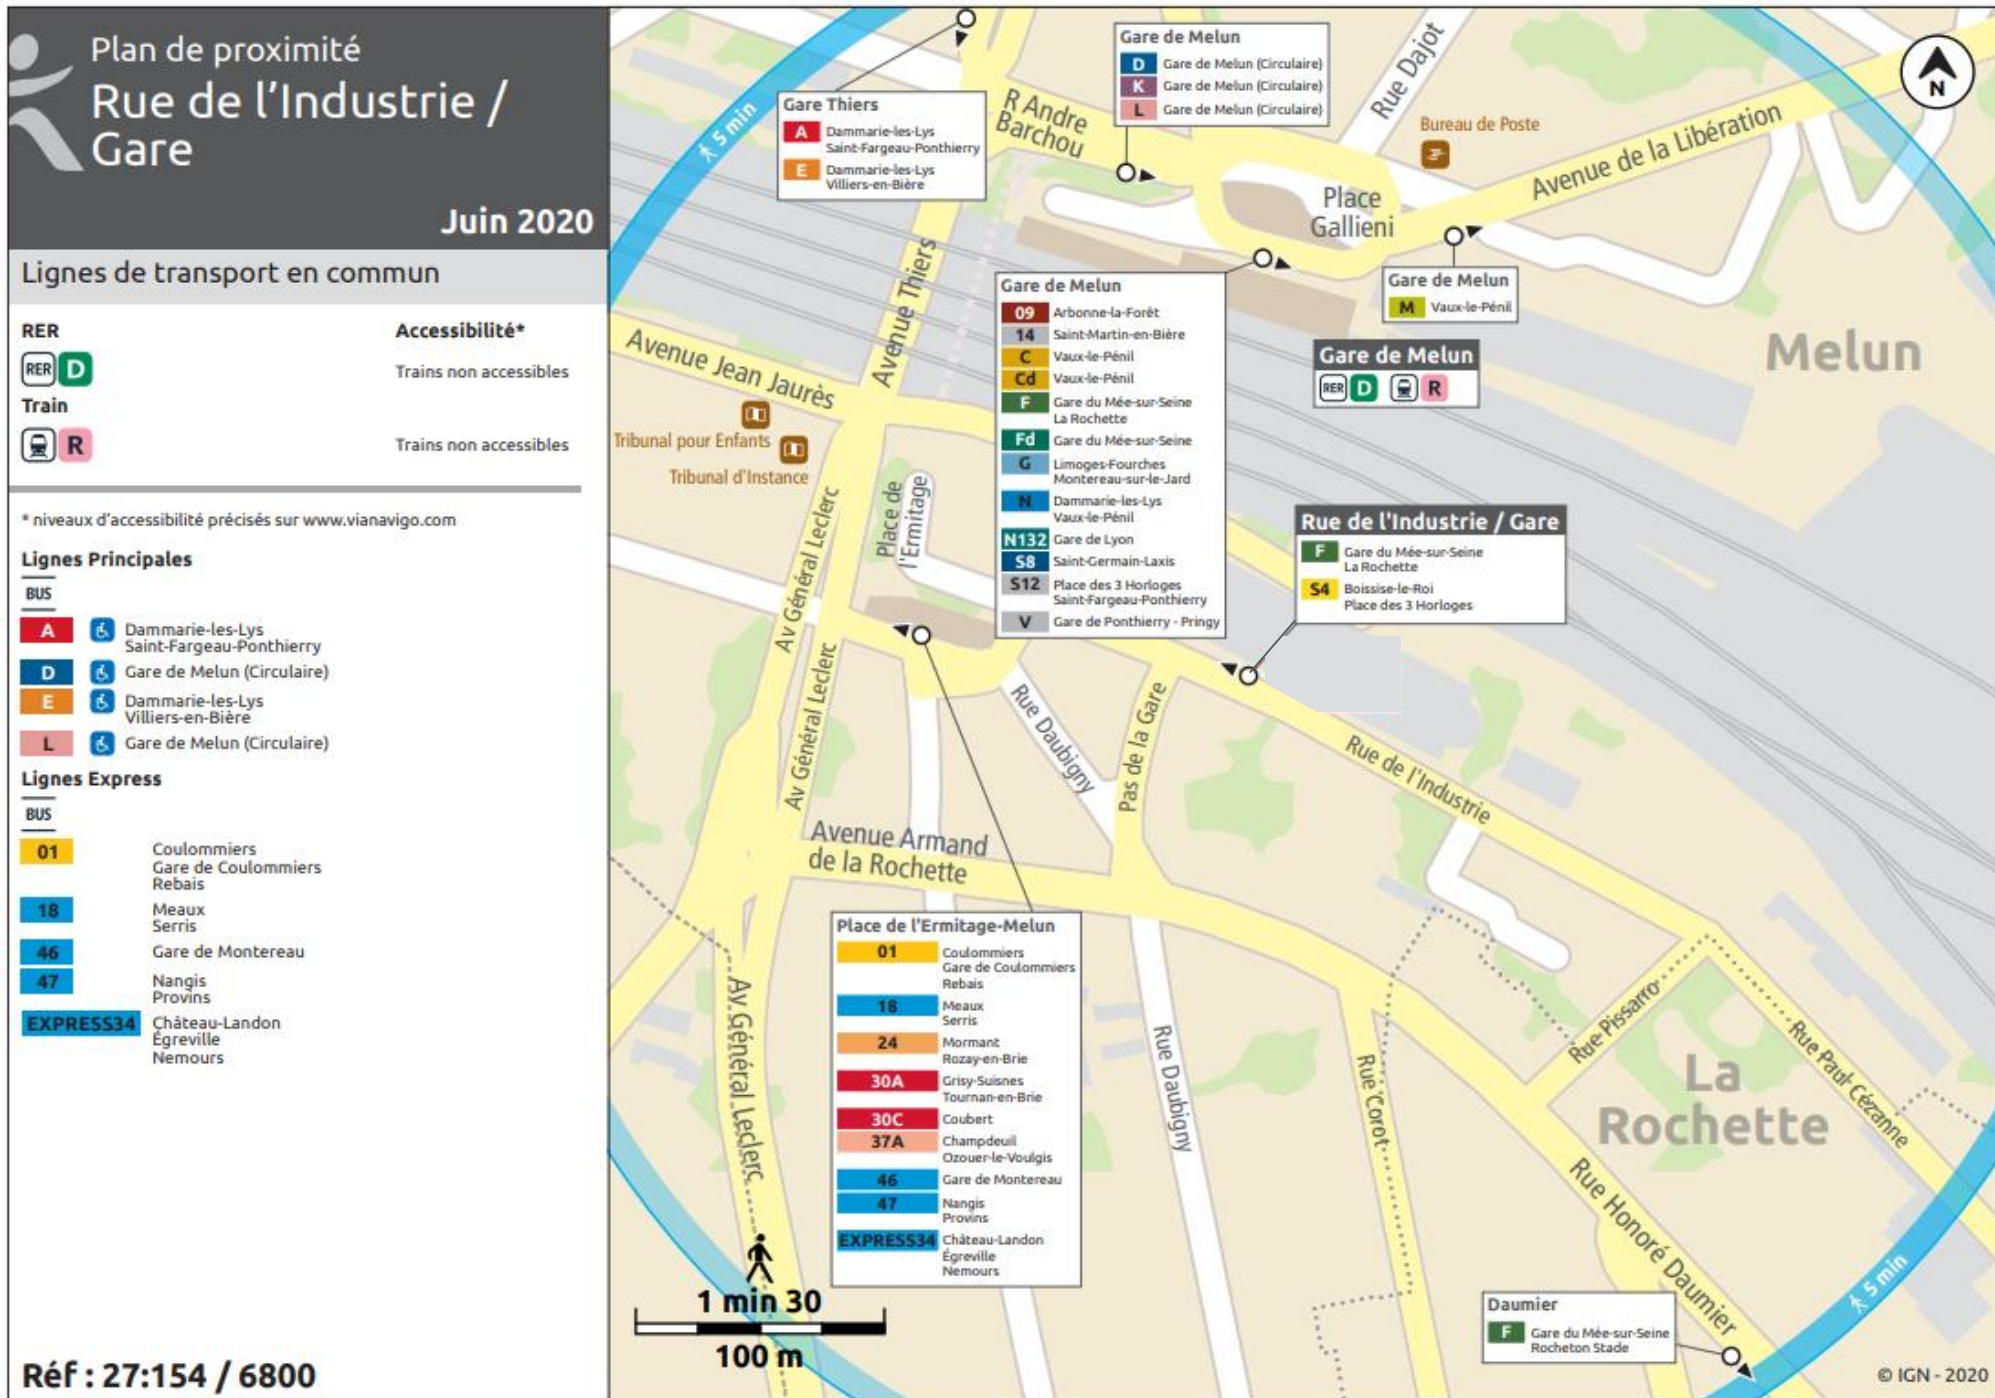 Plan de proximité
Rue de l'Industrie /
Gare
Juin 2020
Lignes de transport en commun
RER
Accessibilité*
RER D
Trains non accessibles
Train
R
Trains non accessibles
* niveaux d'accessibilité précisés sur www.vianavigo.com
Lignes Principales
BUS
A Dammarie-les-Lys
Saint-Fargeau-Ponthierry
D Gare de Melun (Circulaire)
E Dammarie-les-Lys
Villiers-en-Bière
L Gare de Melun (Circulaire)
Lignes Express
BUS
01 Coulommiers
Gare de Coulommiers
Rebais
18 Meaux
Serris
46 Gare de Montereau
47 Nangis
Provins
EXPRESS34 Château-Landon
Égreville
Nemours
Réf : 27:154 / 6800
5 min
Gare Thiers
A Dammarie-les-Lys
Saint-Fargeau-Ponthierry
E Dammarie-les-Lys
Villiers-en-Bière
R Andre
Barchou
Gare de Melun
D Gare de Melun (Circulaire)
K Gare de Melun (Circulaire)
L Gare de Melun (Circulaire)
Rue Dajot
Bureau de Poste
Avenue de la Libération
N
Place
Gallieni
Avenue Thiers
Avenue Jean Jaurès
Tribunal pour Enfants
Tribunal d'Instance
Gare de Melun
09 Arbonne-la-Forêt
14 Saint-Martin-en-Bière
C Vaux-le-Pénil
Cd Vaux-le-Pénil
F Gare du Mée-sur-Seine
La Rochette
Fd Gare du Mée-sur-Seine
G Limoges-Fourches
Montereau-sur-le-Jard
N Dammarie-les-Lys
Vaux-le-Pénil
N132 Gare de Lyon
S8 Saint-Germain-Laxis
S12 Place des 3 Horloges
Saint-Fargeau-Ponthierry
V Gare de Ponthierry - Pringy
Gare de Melun
M Vaux-le-Pénil
Gare de Melun
RER D R
Melun
Rue de l'Industrie / Gare
F Gare du Mée-sur-Seine
La Rochette
S4 Boissise-le-Roi
Place des 3 Horloges
Place de
l'Ermitage
Av Général Leclerc
Av Général Leclerc
Rue Daubigny
Pas de la Gare
Rue de l'Industrie
Avenue Armand
de la Rochette
Place de l'Ermitage-Melun
01 Coulommiers
Gare de Coulommiers
Rebais
18 Meaux
Serris
24 Mormant
Rozay-en-Brie
30A Grisy-Suisnes
Tournan-en-Brie
30C Coubert
37A Champdeuil
Ozouer-le-Voulgis
46 Gare de Montereau
47 Nangis
Provins
EXPRESS34 Château-Landon
Égreville
Nemours
Av Général Leclerc
Rue Daubigny
Rue Corot
Rue Pissarro
Rue Paul Cézanne
La
Rochette
Rue Honoré Daumier
5 min
Daumier
F Gare du Mée-sur-Seine
Rocheton Stade
1 min 30
100 m
© IGN - 2020